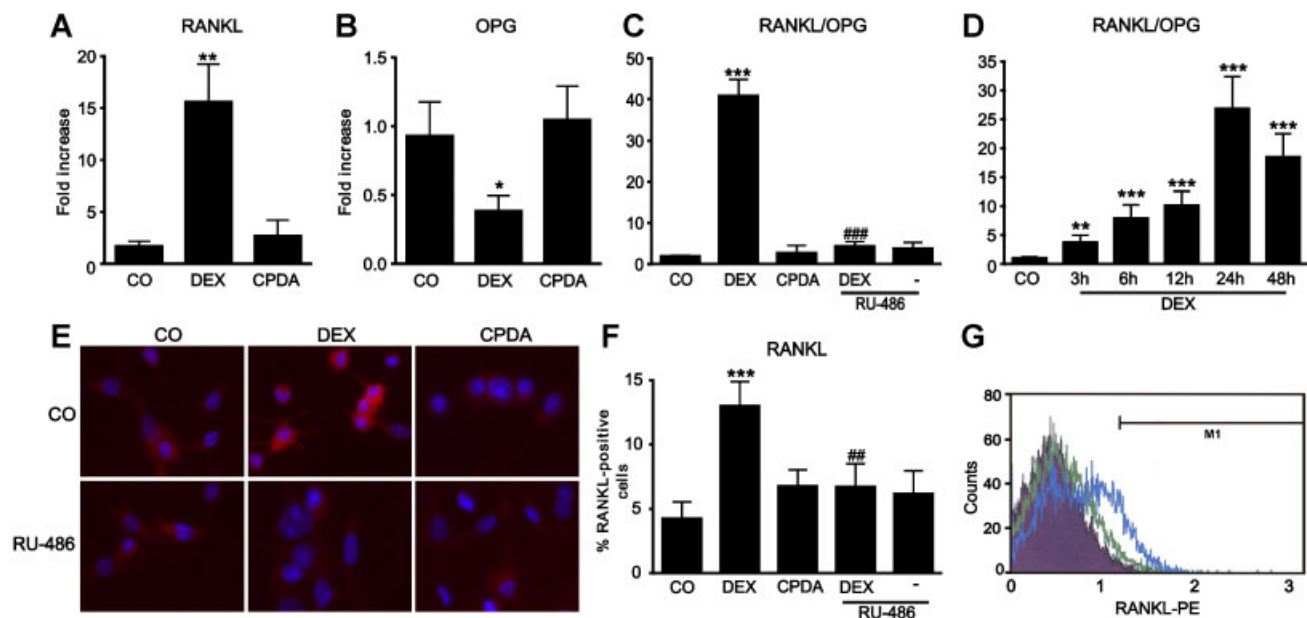 A RANKL
Fold increase
20
15
10
5
0
**
CO DEX CPDA
B OPG
Fold increase
1.5
1.0
0.5
0.0
*
CO DEX CPDA
C RANKL/OPG
50
40
30
20
10
0
***
###
CO DEX CPDA DEX -
RU-486
D RANKL/OPG
35
30
25
20
15
10
5
0
** *** *** *** ***
CO 3h 6h 12h 24h 48h
DEX
E CO DEX CPDA
CO
RU-486
F RANKL
% RANKL-positive
cells
15
10
5
0
***
##
CO DEX CPDA DEX -
RU-486
G
Counts
80
60
40
20
0
M1
0 1 2 3
RANKL-PE